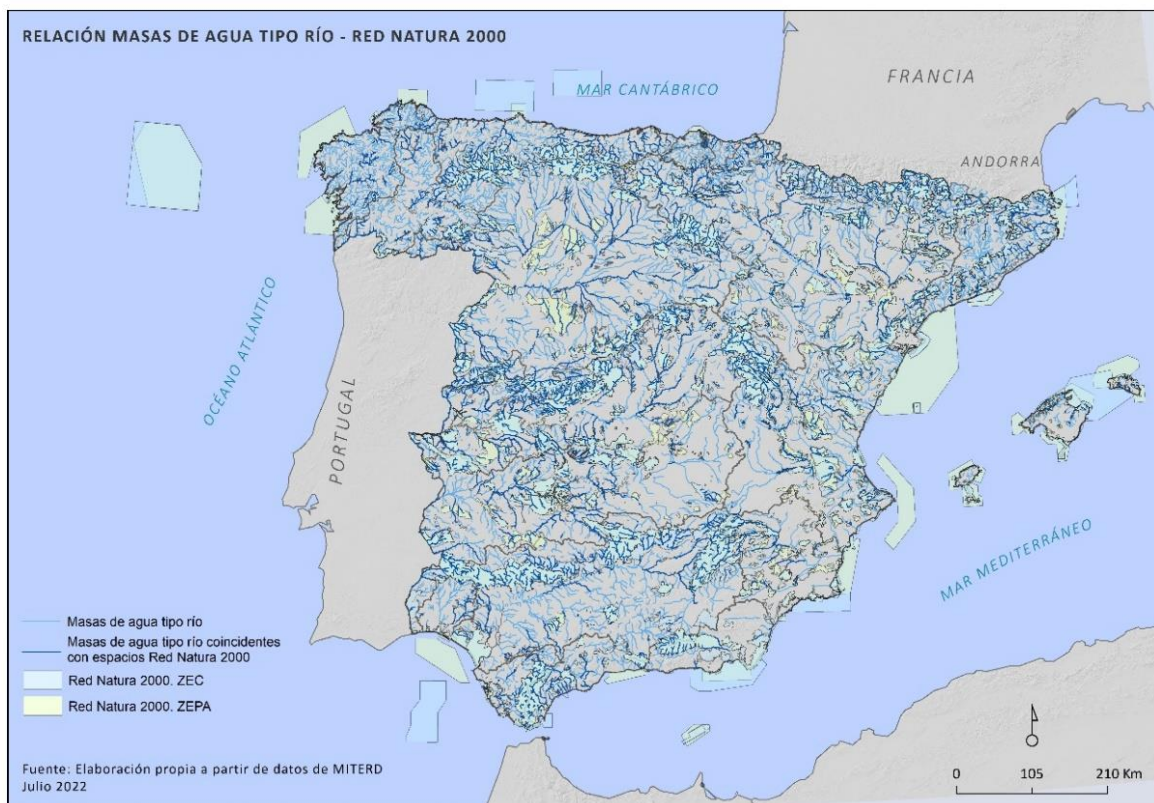 RELACIÓN MASAS DE AGUA TIPO RÍO - RED NATURA 2000
MAR CANTÁBRICO
FRANCIA
ANDORRA
OCÉANO ATLÁNTICO
PORTUGAL
MAR MEDITERRÁNEO
Masas de agua tipo río
Masas de agua tipo río coincidentes
con espacios Red Natura 2000
Red Natura 2000. ZEC
Red Natura 2000. ZEPA
Fuente: Elaboración propia a partir de datos de MITERD
Julio 2022
0 105 210 Km